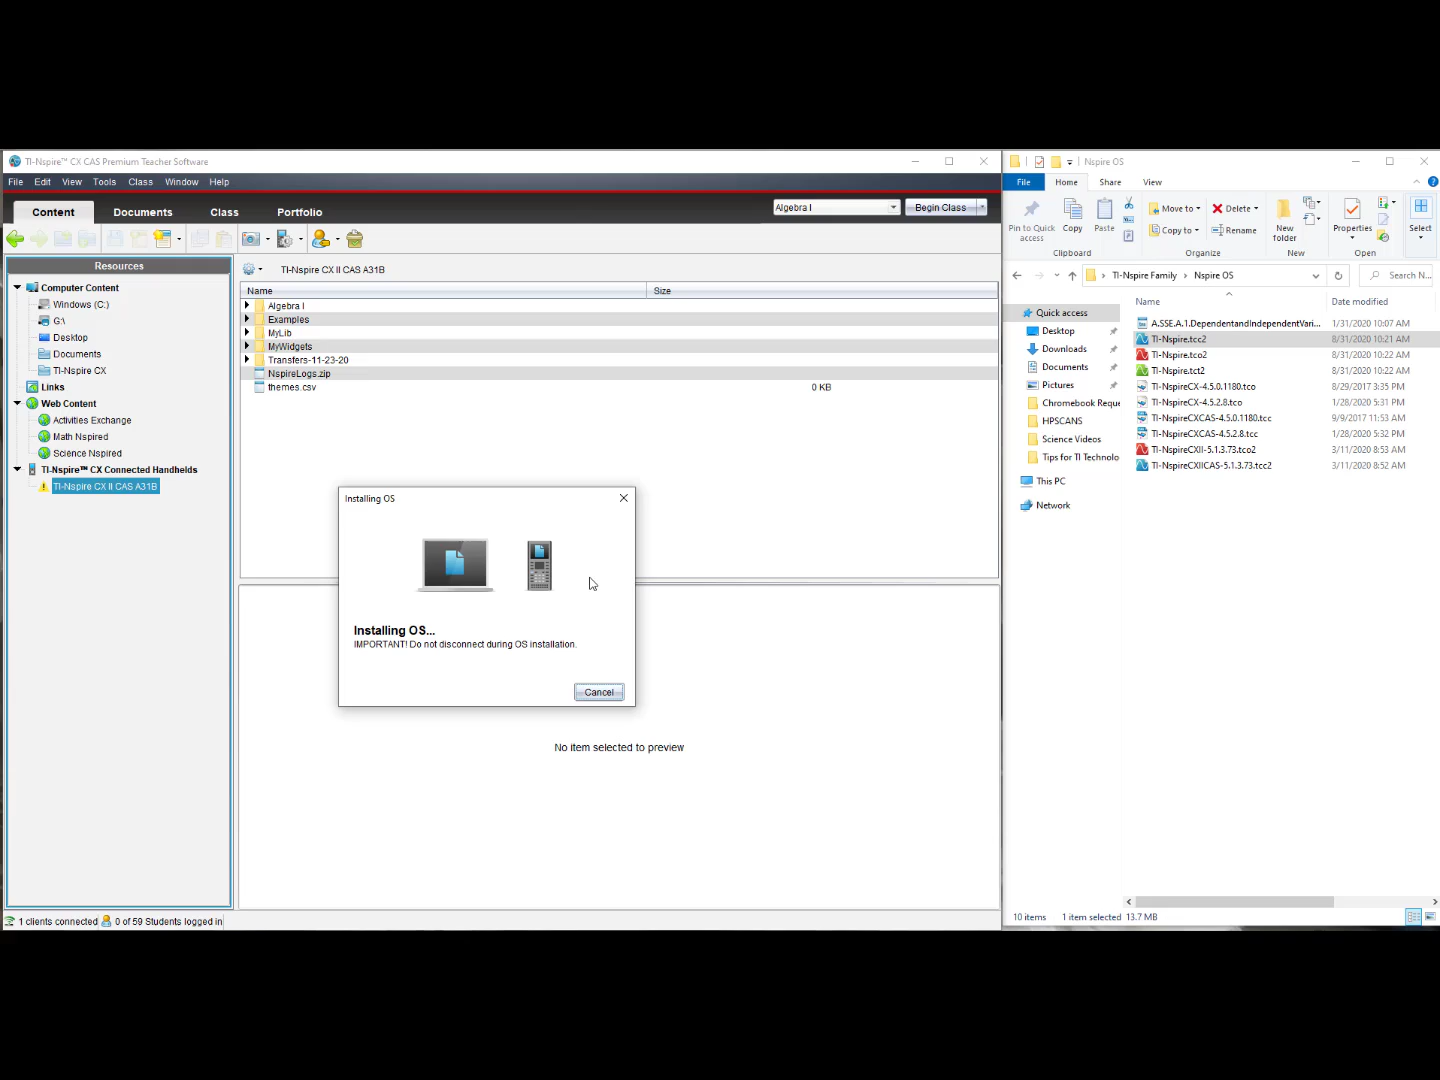 TI-Nspire™ CX CAS Premium Teacher Software
File Edit View Tools Class Window Help
Content Documents Class Portfolio
Algebra I Begin Class
Resources
Computer Content
Windows (C:)
G:\
Desktop
Documents
TI-Nspire CX
Links
Web Content
Activities Exchange
Math Nspired
Science Nspired
TI-Nspire™ CX Connected Handhelds
TI-Nspire CX II CAS A31B
TI-Nspire CX II CAS A31B
Name Size
Algebra I
Examples
MyLib
MyWidgets
Transfers-11-23-20
NspireLogs.zip
themes.csv 0 KB
Installing OS
Installing OS...
IMPORTANT! Do not disconnect during OS installation.
Cancel
No item selected to preview
1 clients connected 0 of 59 Students logged in
Nspire OS
File Home Share View
Pin to Quick access
Copy
Paste
Move to
Copy to
Delete
Rename
New folder
Properties
Select
Clipboard Organize New Open
TI-Nspire Family Nspire OS
Search N...
Quick access
Desktop
Downloads
Documents
Pictures
Chromebook Reque
HPSCANS
Science Videos
Tips for TI Technolo
This PC
Network
Name Date modified
A.SSE.A.1.DependentandIndependentVari... 1/31/2020 10:07 AM
TI-Nspire.tcc2 8/31/2020 10:21 AM
TI-Nspire.tco2 8/31/2020 10:22 AM
TI-Nspire.tct2 8/31/2020 10:22 AM
TI-NspireCX-4.5.0.1180.tco 8/29/2017 3:35 PM
TI-NspireCX-4.5.2.8.tco 1/28/2020 5:31 PM
TI-NspireCXCAS-4.5.0.1180.tcc 9/9/2017 11:53 AM
TI-NspireCXCAS-4.5.2.8.tcc 1/28/2020 5:32 PM
TI-NspireCXII-5.1.3.73.tco2 3/11/2020 8:53 AM
TI-NspireCXIICAS-5.1.3.73.tcc2 3/11/2020 8:52 AM
10 items 1 item selected 13.7 MB